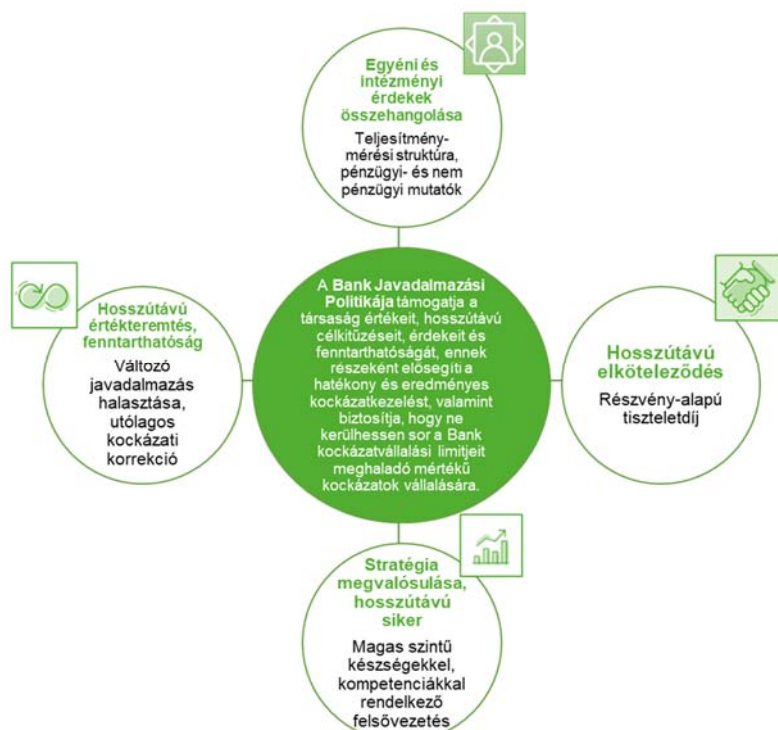 Egyéni és
intézményi
érdekek
összehangolása
Teljesítmény-
mérési struktúra,
pénzügyi- és nem
pénzügyi mutatók
Hosszútávú
értékteremtés,
fenntarthatóság
Változó
javadalmazás
halasztása,
utólagos
kockázati
korrekció
A Bank Javadalmazási
Politikája támogatja a
társaság értékeit, hosszútávú
célkitűzéseit, érdekeit és
fenntarthatóságát, ennek
részeként elősegíti a
hatékony és eredményes
kockázatkezelést, valamint
biztosítja, hogy ne
kerülhessen sor a Bank
kockázatvállalási limitjeit
meghaladó mértékű
kockázatok vállalására.
Hosszútávú
elköteleződés
Részvény-alapú
tiszteletdíj
Stratégia
megvalósulása,
hosszútávú
siker
Magas szintű
készségekkel,
kompetenciákkal
rendelkező
felsővezetés